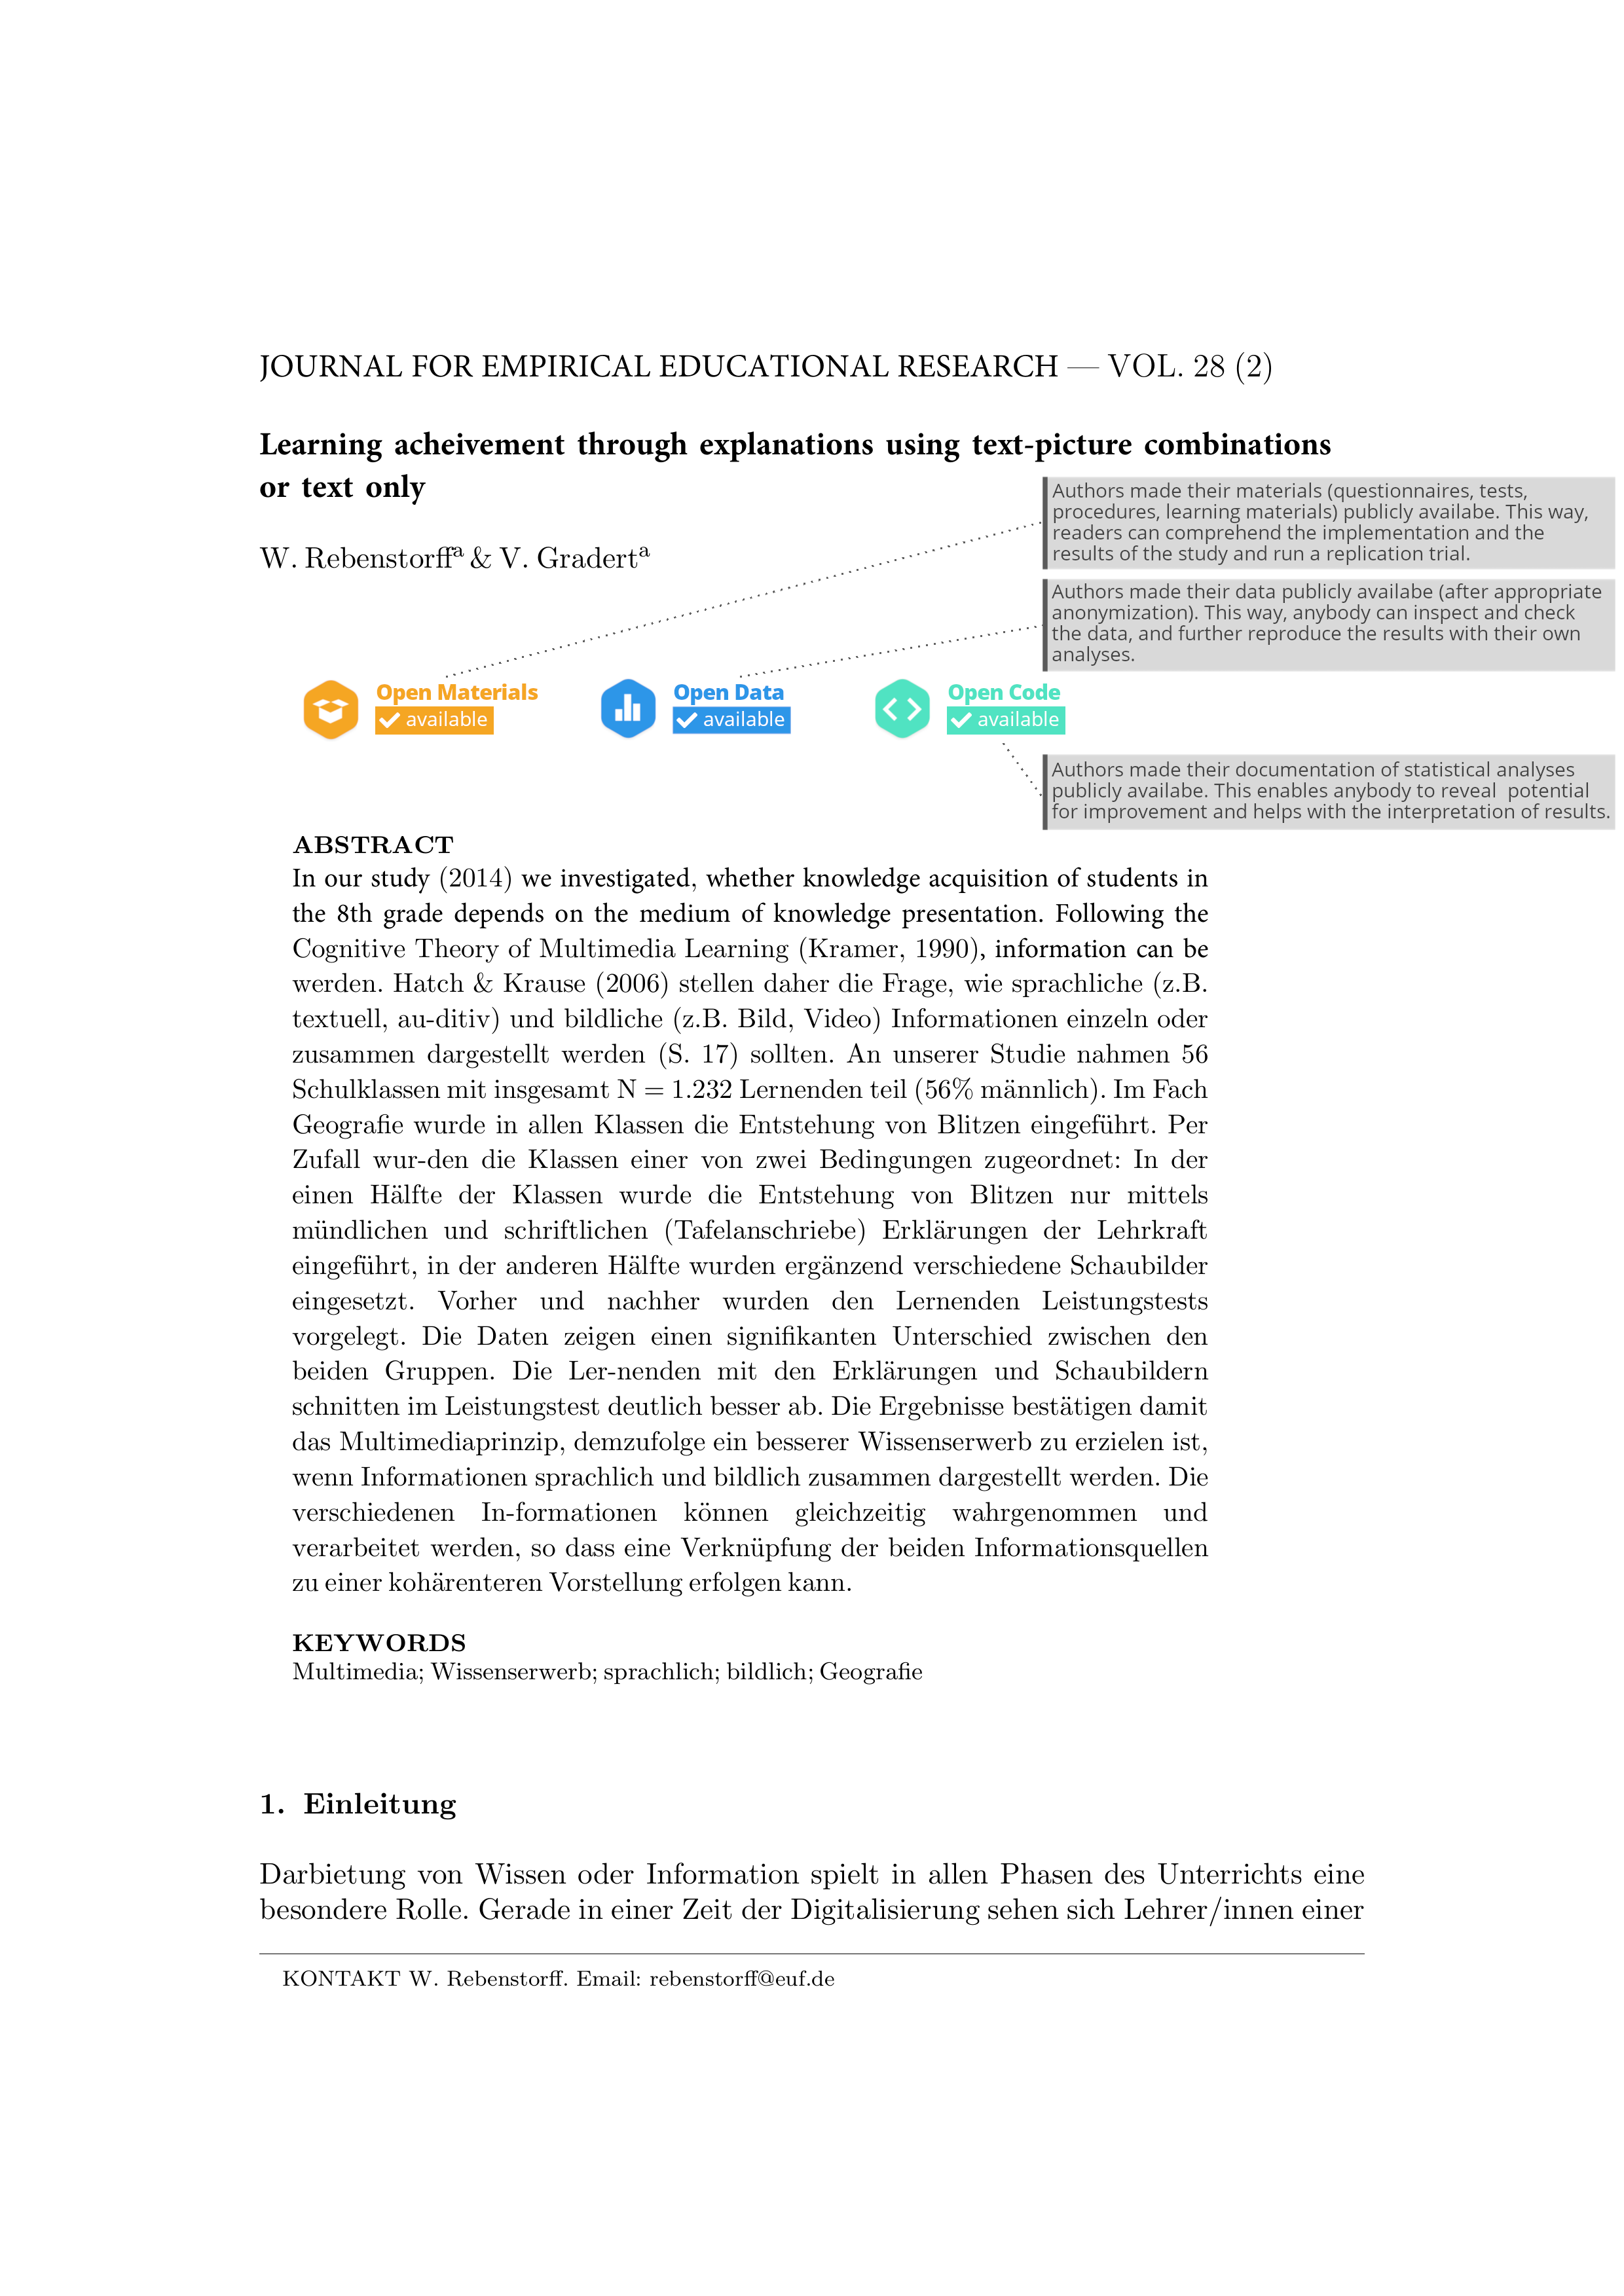 JOURNAL FOR EMPIRICAL EDUCATIONAL RESEARCH — VOL. 28 (2)
Learning acheivement through explanations using text-picture combinations
or text only
W. Rebenstorffᵃ & V. Gradertᵃ
Authors made their materials (questionnaires, tests,
procedures, learning materials) publicly availabe. This way,
readers can comprehend the implementation and the
results of the study and run a replication trial.
Authors made their data publicly availabe (after appropriate
anonymization). This way, anybody can inspect and check
the data, and further reproduce the results with their own
analyses.
Open Materials
available
Open Data
available
Open Code
available
Authors made their documentation of statistical analyses
publicly availabe. This enables anybody to reveal potential
for improvement and helps with the interpretation of results.
ABSTRACT
In our study (2014) we investigated, whether knowledge acquisition of students in
the 8th grade depends on the medium of knowledge presentation. Following the
Cognitive Theory of Multimedia Learning (Kramer, 1990), information can be
werden. Hatch & Krause (2006) stellen daher die Frage, wie sprachliche (z.B.
textuell, au-ditiv) und bildliche (z.B. Bild, Video) Informationen einzeln oder
zusammen dargestellt werden (S. 17) sollten. An unserer Studie nahmen 56
Schulklassen mit insgesamt N = 1.232 Lernenden teil (56% männlich). Im Fach
Geografie wurde in allen Klassen die Entstehung von Blitzen eingeführt. Per
Zufall wur-den die Klassen einer von zwei Bedingungen zugeordnet: In der
einen Hälfte der Klassen wurde die Entstehung von Blitzen nur mittels
mündlichen und schriftlichen (Tafelanschriebe) Erklärungen der Lehrkraft
eingeführt, in der anderen Hälfte wurden ergänzend verschiedene Schaubilder
eingesetzt. Vorher und nachher wurden den Lernenden Leistungstests
vorgelegt. Die Daten zeigen einen signifikanten Unterschied zwischen den
beiden Gruppen. Die Ler-nenden mit den Erklärungen und Schaubildern
schnitten im Leistungstest deutlich besser ab. Die Ergebnisse bestätigen damit
das Multimediaprinzip, demzufolge ein besserer Wissenserwerb zu erzielen ist,
wenn Informationen sprachlich und bildlich zusammen dargestellt werden. Die
verschiedenen In-formationen können gleichzeitig wahrgenommen und
verarbeitet werden, so dass eine Verknüpfung der beiden Informationsquellen
zu einer kohärenteren Vorstellung erfolgen kann.
KEYWORDS
Multimedia; Wissenserwerb; sprachlich; bildlich; Geografie
1. Einleitung
Darbietung von Wissen oder Information spielt in allen Phasen des Unterrichts eine
besondere Rolle. Gerade in einer Zeit der Digitalisierung sehen sich Lehrer/innen einer
KONTAKT W. Rebenstorff. Email: rebenstorff@euf.de